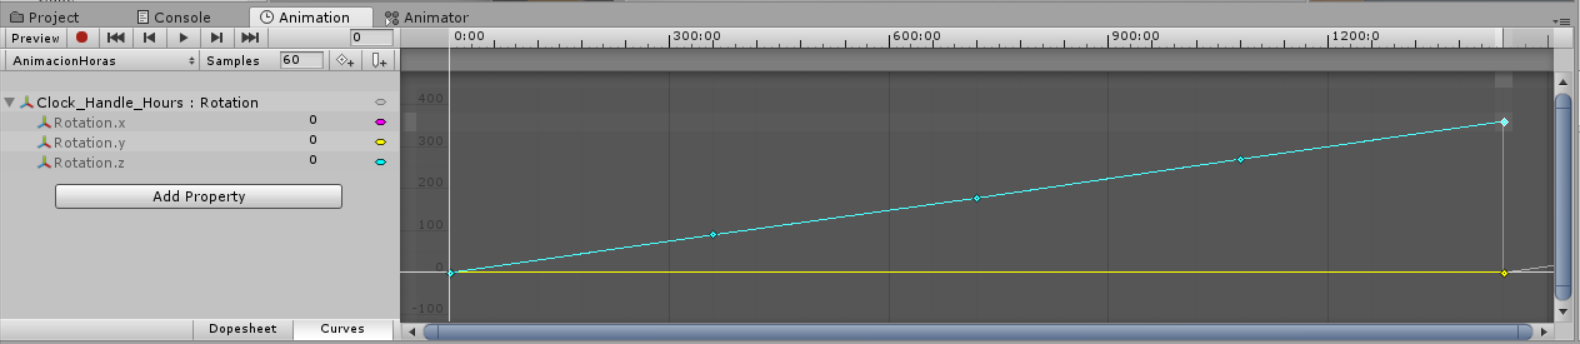 Project Console Animation Animator
Preview 0 0:00 300:00 600:00 900:00 1200:0
AnimacionHoras Samples 60
Clock_Handle_Hours : Rotation
Rotation.x 0
Rotation.y 0
Rotation.z 0
Add Property
400
300
200
100
0
-100
Dopesheet Curves